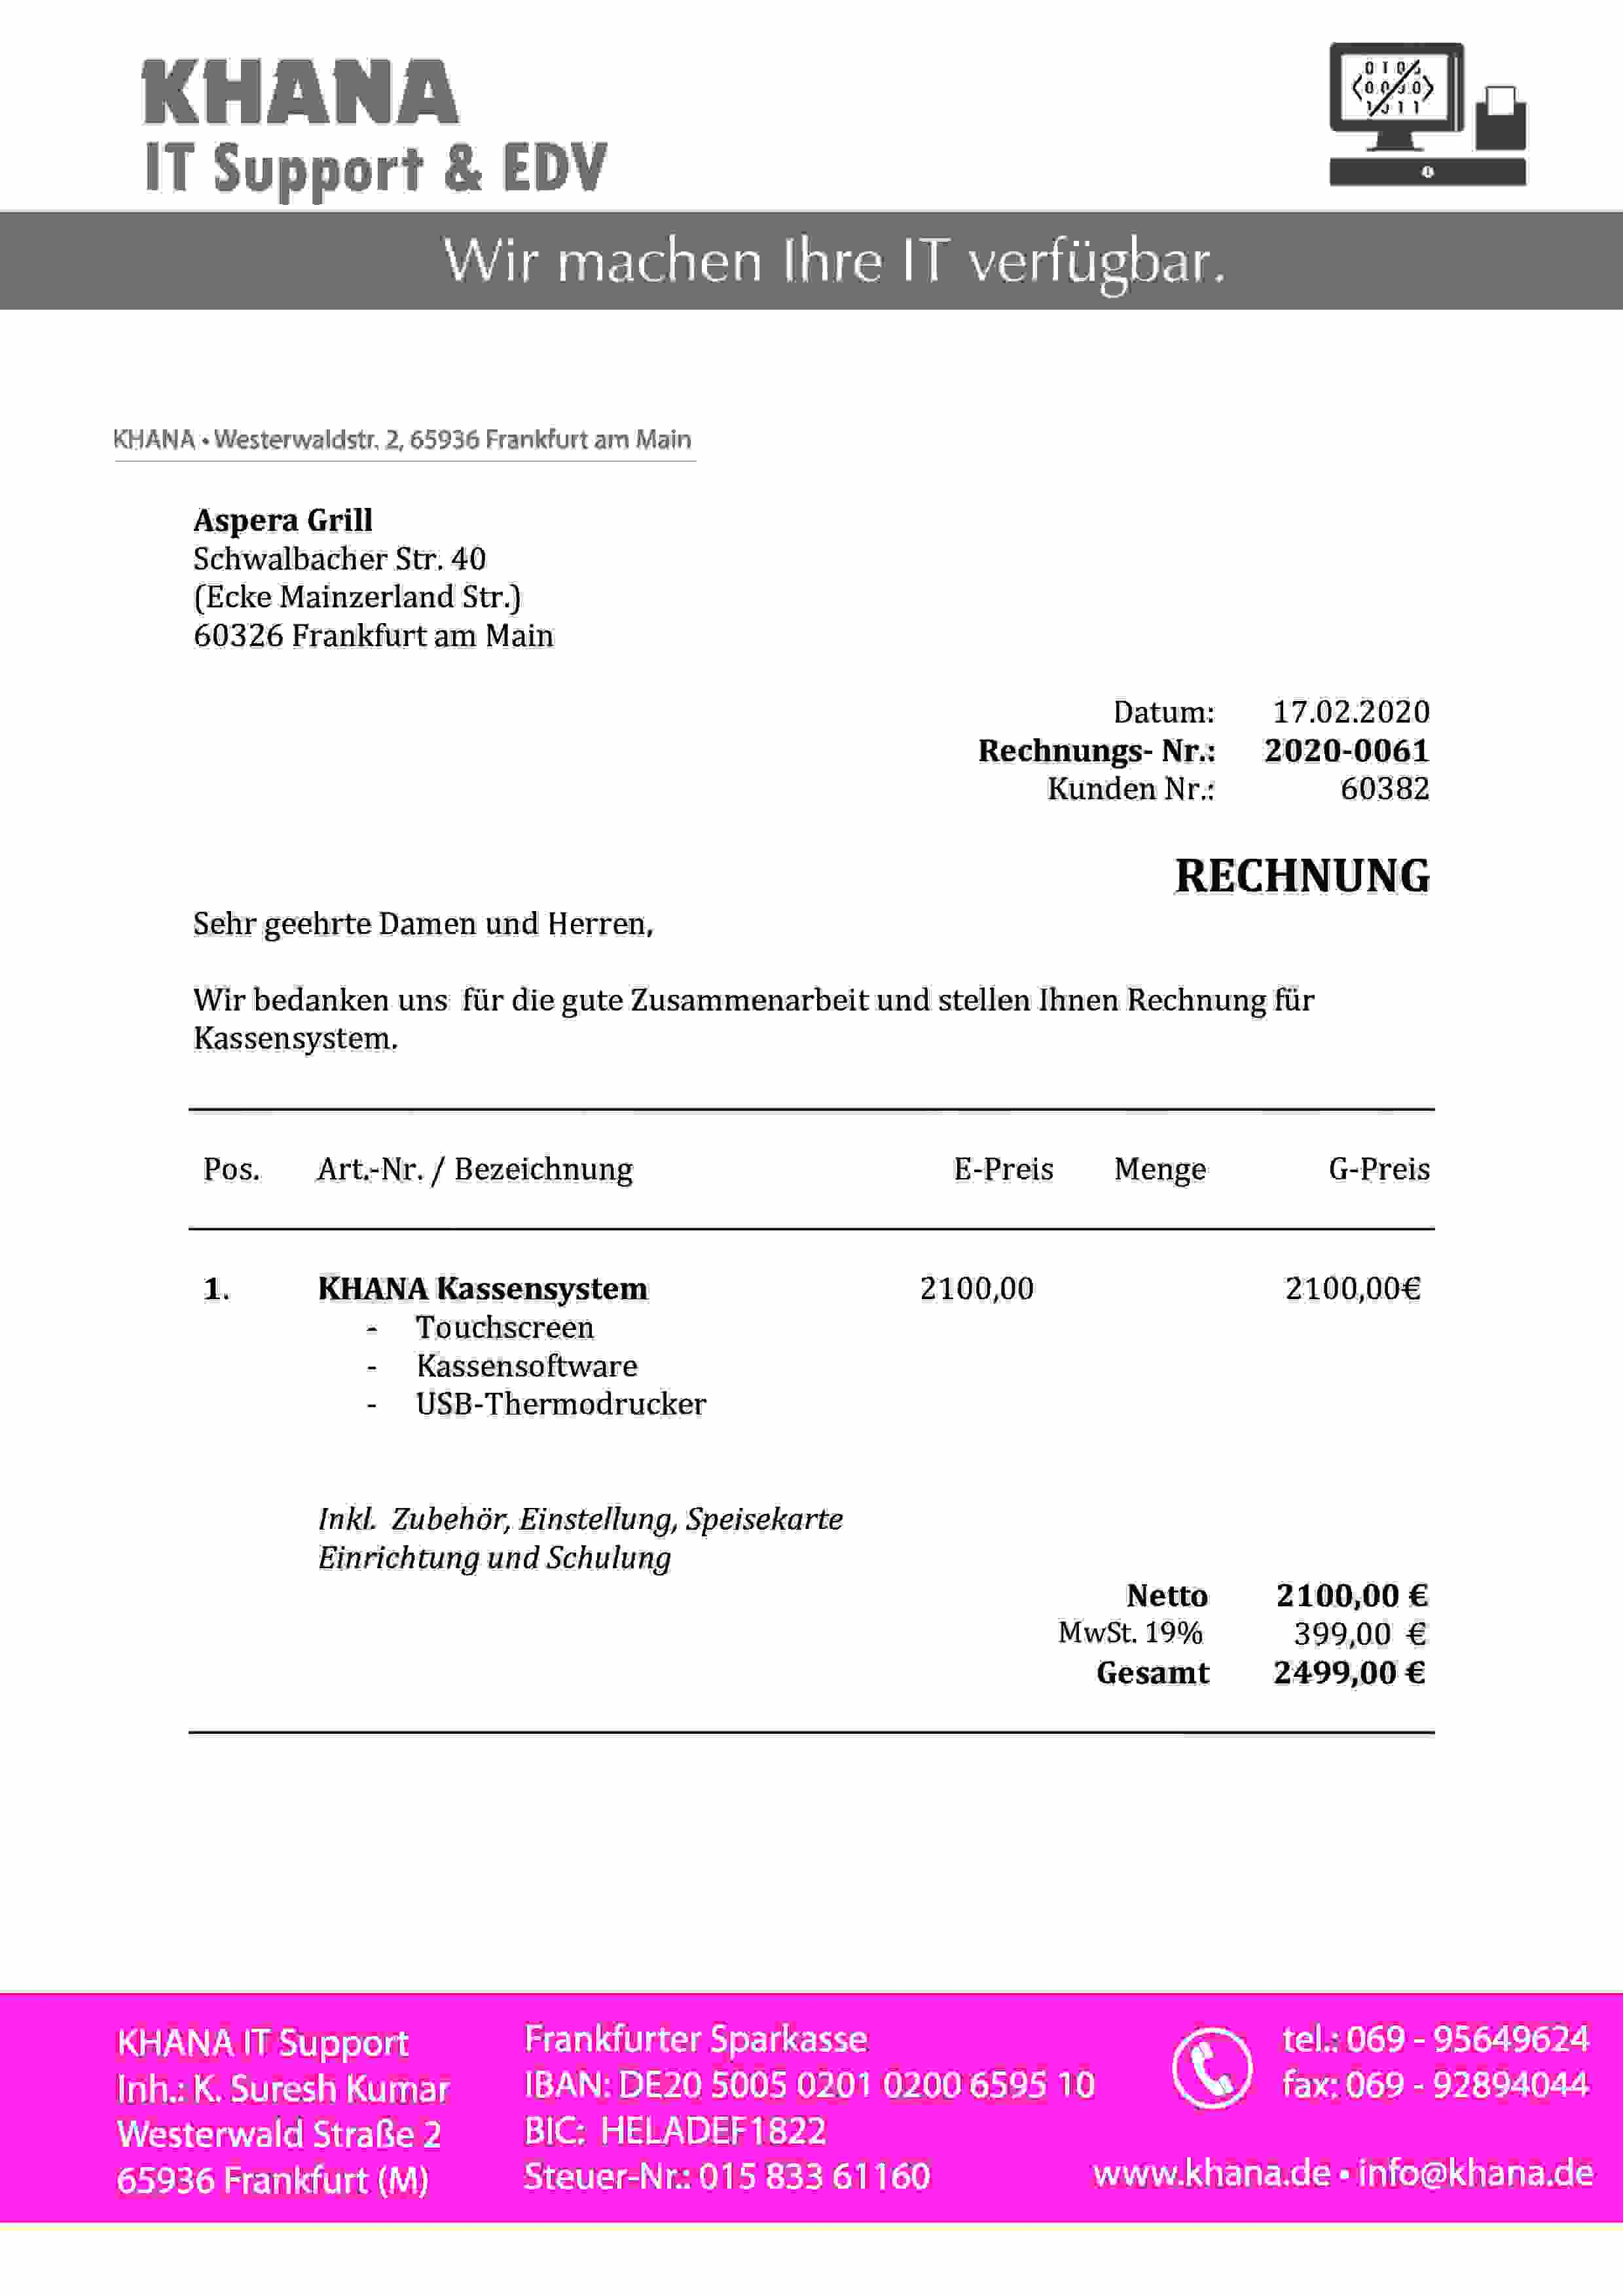 KHANA
IT Support & EDV
Wir machen Ihre IT verfügbar.
KHANA • Westerwaldstr. 2, 65936 Frankfurt am Main
Aspera Grill
Schwalbacher Str. 40
(Ecke Mainzerland Str.)
60326 Frankfurt am Main
Datum: 17.02.2020
Rechnungs- Nr.: 2020-0061
Kunden Nr.: 60382
RECHNUNG
Sehr geehrte Damen und Herren,
Wir bedanken uns für die gute Zusammenarbeit und stellen Ihnen Rechnung für
Kassensystem.
Pos. Art.-Nr. / Bezeichnung E-Preis Menge G-Preis
1. KHANA Kassensystem 2100,00 2100,00€
- Touchscreen
- Kassensoftware
- USB-Thermodrucker
Inkl. Zubehör, Einstellung, Speisekarte
Einrichtung und Schulung
Netto 2100,00 €
MwSt. 19% 399,00 €
Gesamt 2499,00 €
KHANA IT Support
Inh.: K. Suresh Kumar
Westerwald Straße 2
65936 Frankfurt (M)
Frankfurter Sparkasse
IBAN: DE20 5005 0201 0200 6595 10
BIC: HELADEF1822
Steuer-Nr.: 015 833 61160
tel.: 069 - 95649624
fax: 069 - 92894044
www.khana.de • info@khana.de